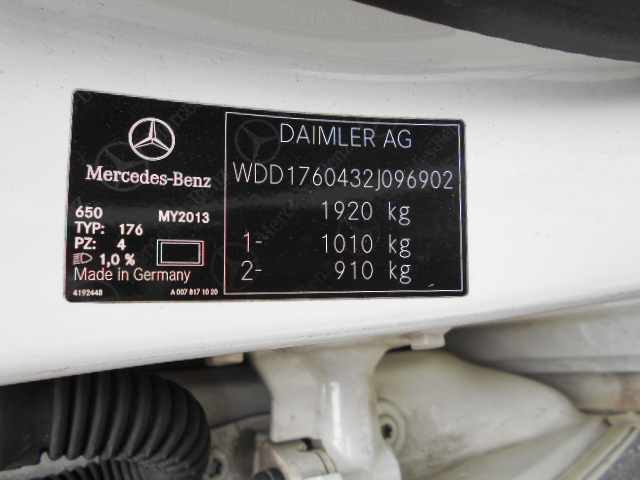 Mercedes-Benz
650 MY2013
TYP: 176
PZ: 4
1,0 %
Made in Germany
4192448 A 007 817 10 20
DAIMLER AG
WDD1760432J096902
1920 kg
1- 1010 kg
2- 910 kg